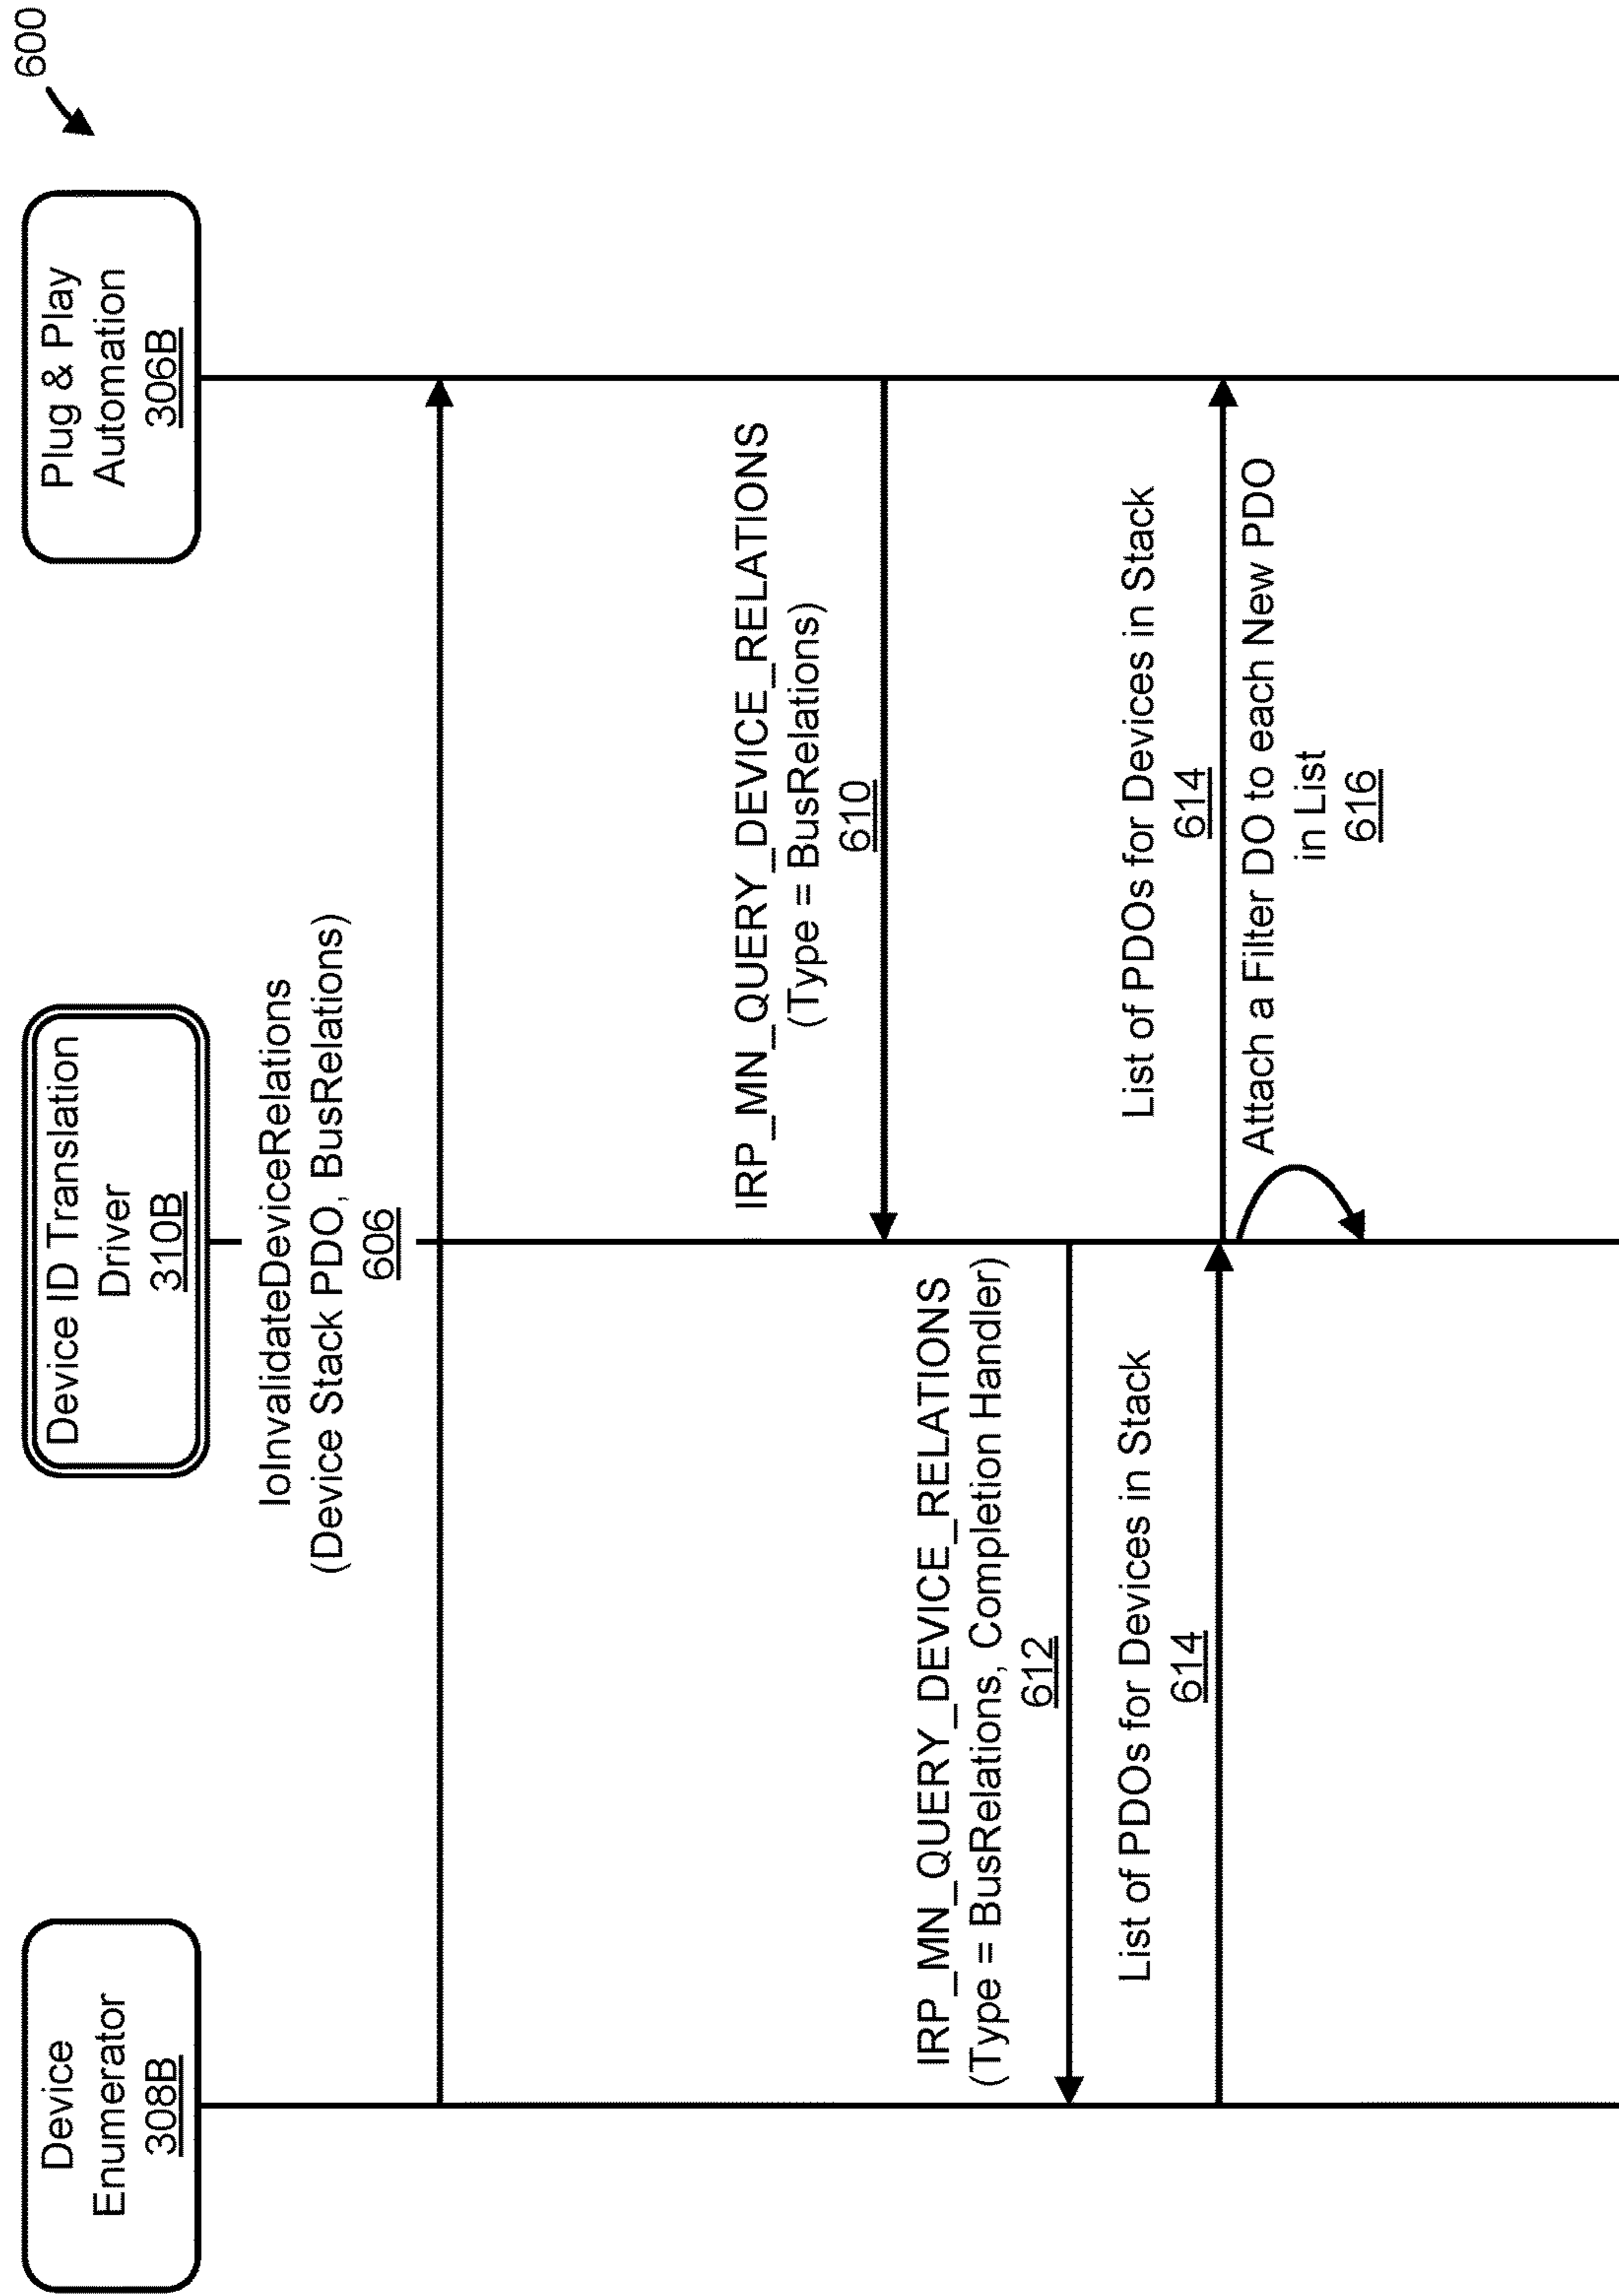 600
Device
Enumerator
308B
Device ID Translation
Driver
310B
Plug & Play
Automation
306B
IoInvalidateDeviceRelations
(Device Stack PDO, BusRelations)
606
IRP_MN_QUERY_DEVICE_RELATIONS
(Type = BusRelations)
610
IRP_MN_QUERY_DEVICE_RELATIONS
(Type = BusRelations, Completion Handler)
612
List of PDOs for Devices in Stack
614
List of PDOs for Devices in Stack
614
Attach a Filter DO to each New PDO
in List
616